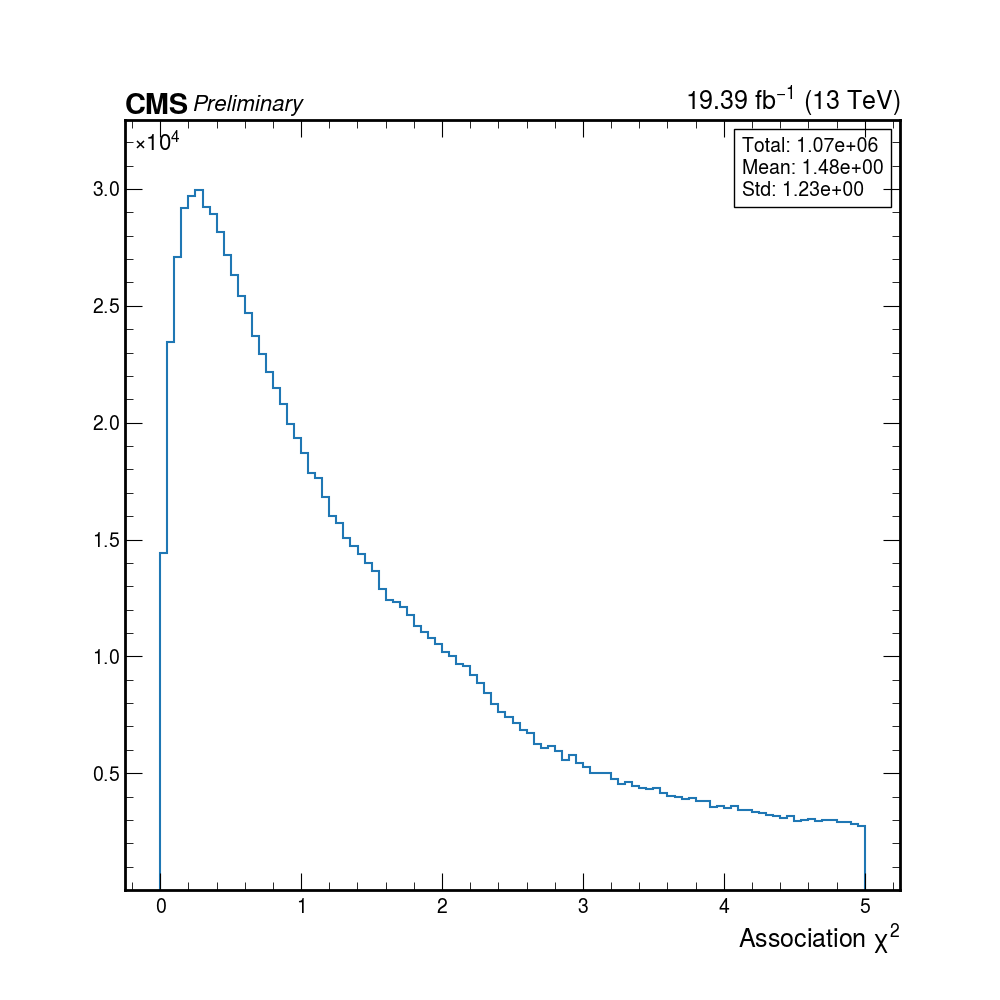 CMS Preliminary 19.39 fb⁻¹ (13 TeV)
×10⁴
Total: 1.07e+06
Mean: 1.48e+00
Std: 1.23e+00
3.0
2.5
2.0
1.5
1.0
0.5
0 1 2 3 4 5
Association χ²